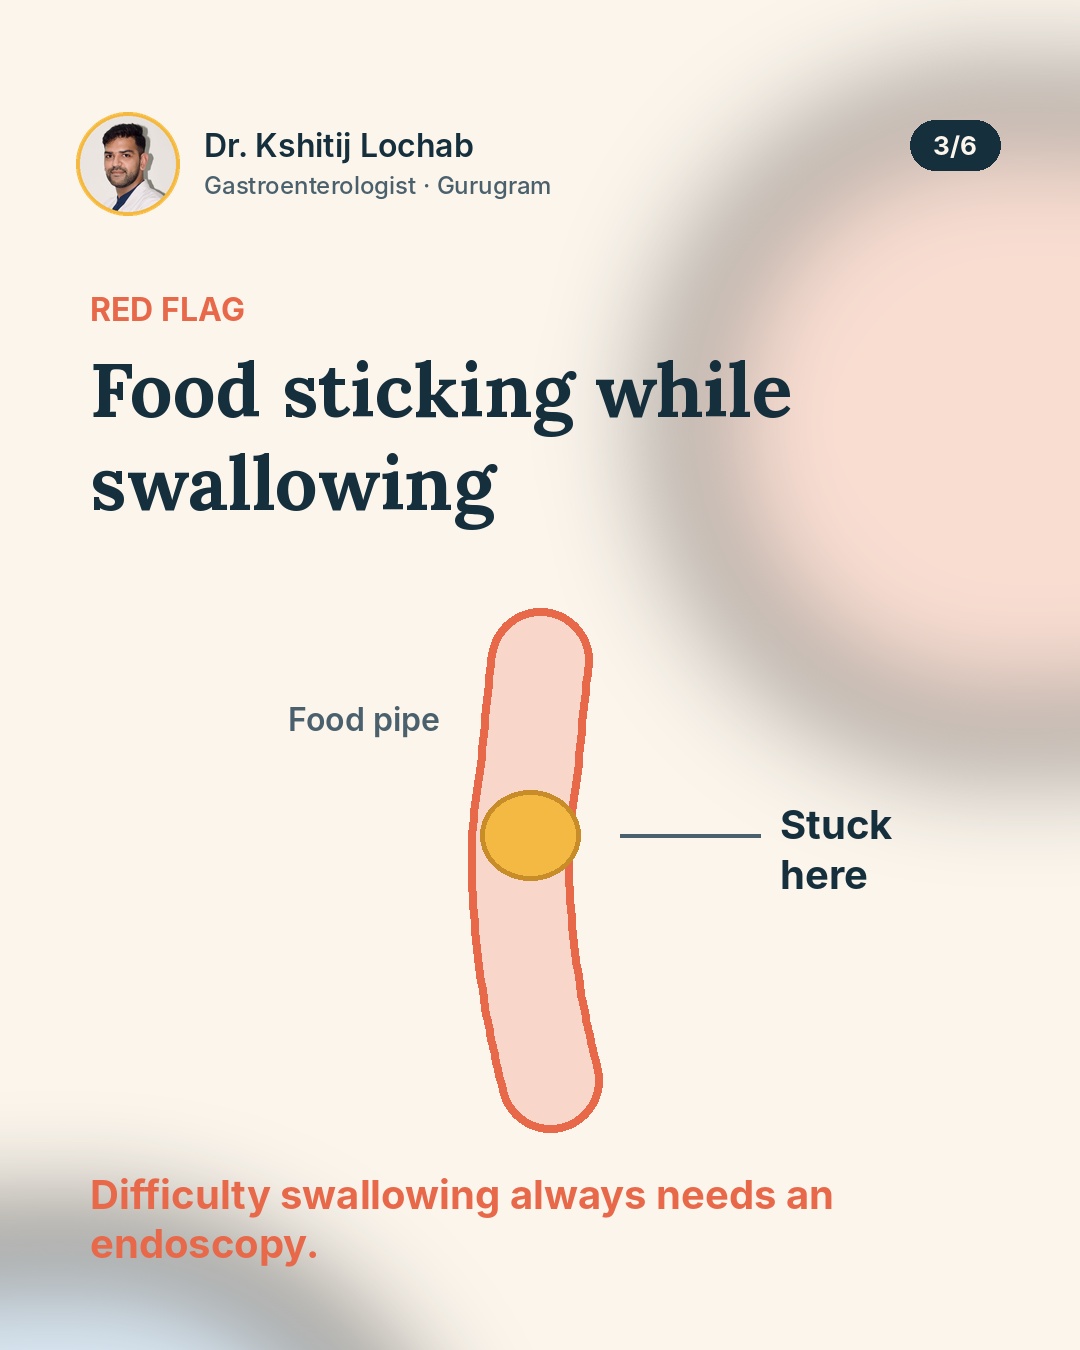 Dr. Kshitij Lochab
Gastroenterologist · Gurugram
3/6
RED FLAG
Food sticking while
swallowing
Food pipe
Stuck
here
Difficulty swallowing always needs an
endoscopy.